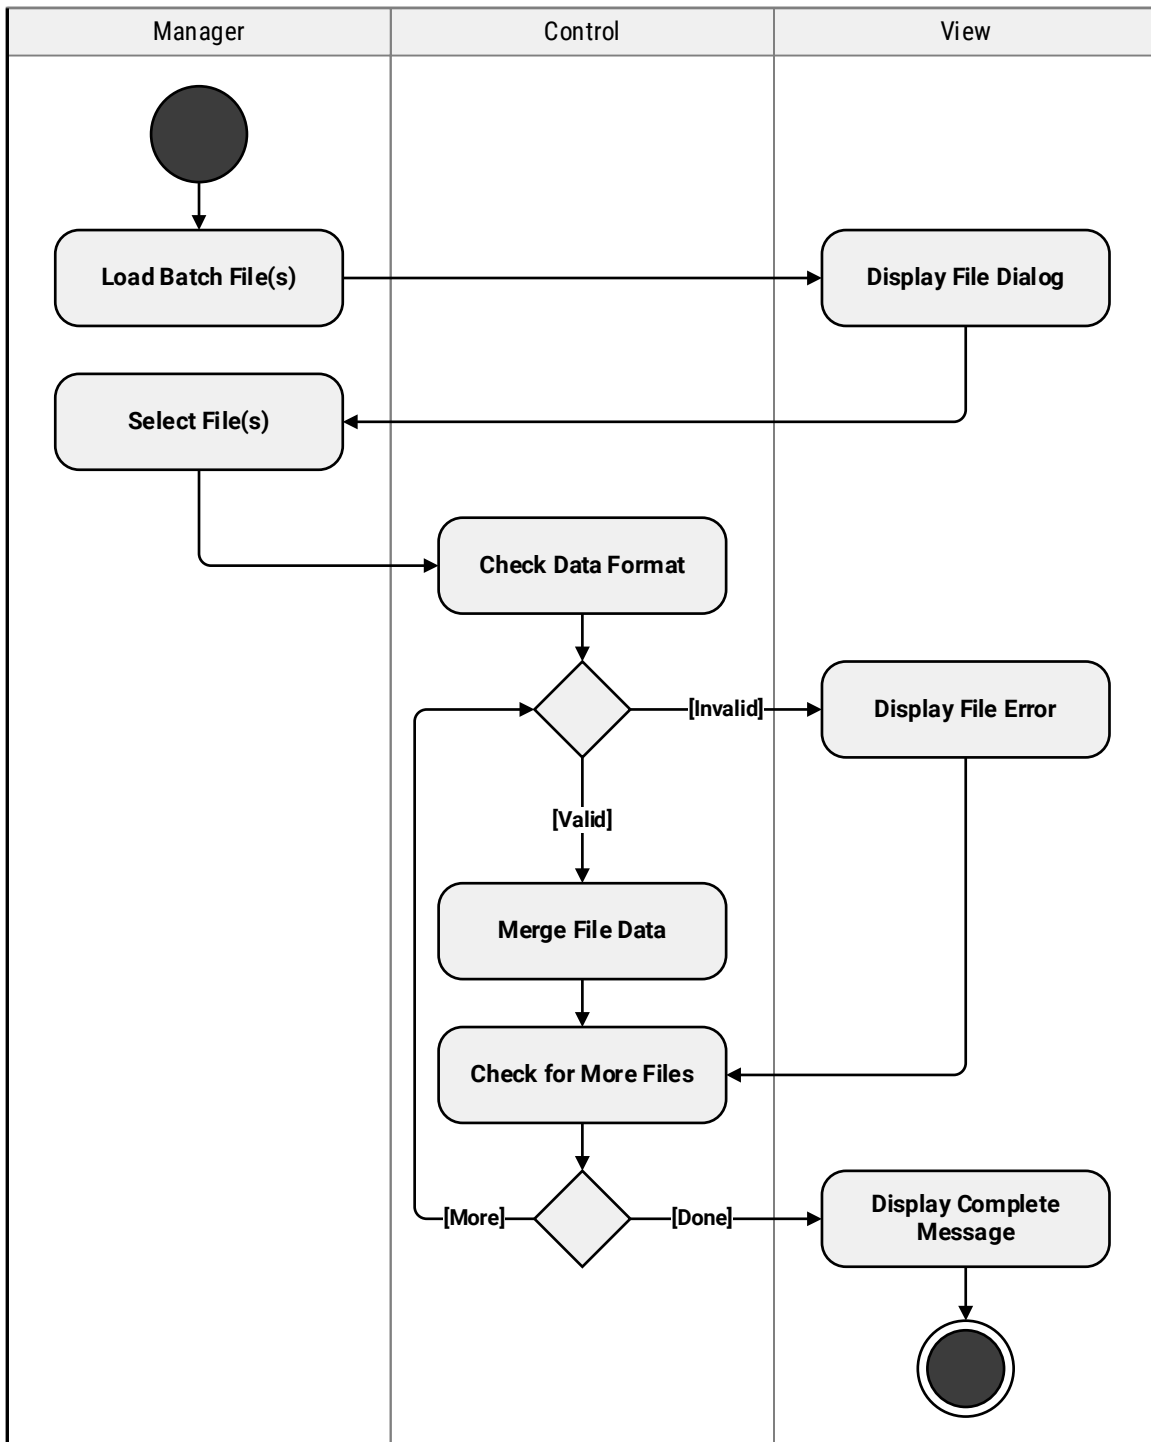 Manager
Control
View
Load Batch File(s)
Display File Dialog
Select File(s)
Check Data Format
[Invalid]
Display File Error
[Valid]
Merge File Data
Check for More Files
[More]
[Done]
Display Complete
Message